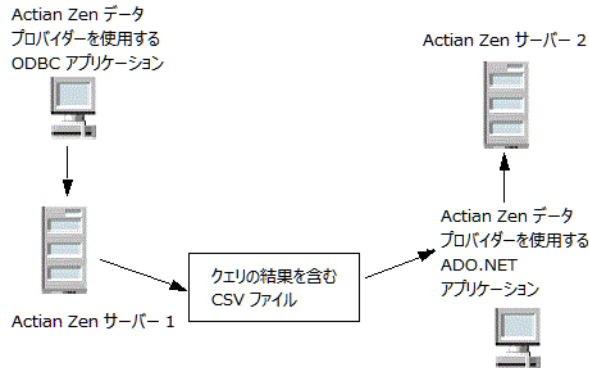 Actian Zen データ
プロバイダーを使用する
ODBC アプリケーション
Actian Zen サーバー 2
Actian Zen サーバー 1
クエリの結果を含む
CSV ファイル
Actian Zen データ
プロバイダーを使用する
ADO.NET
アプリケーション